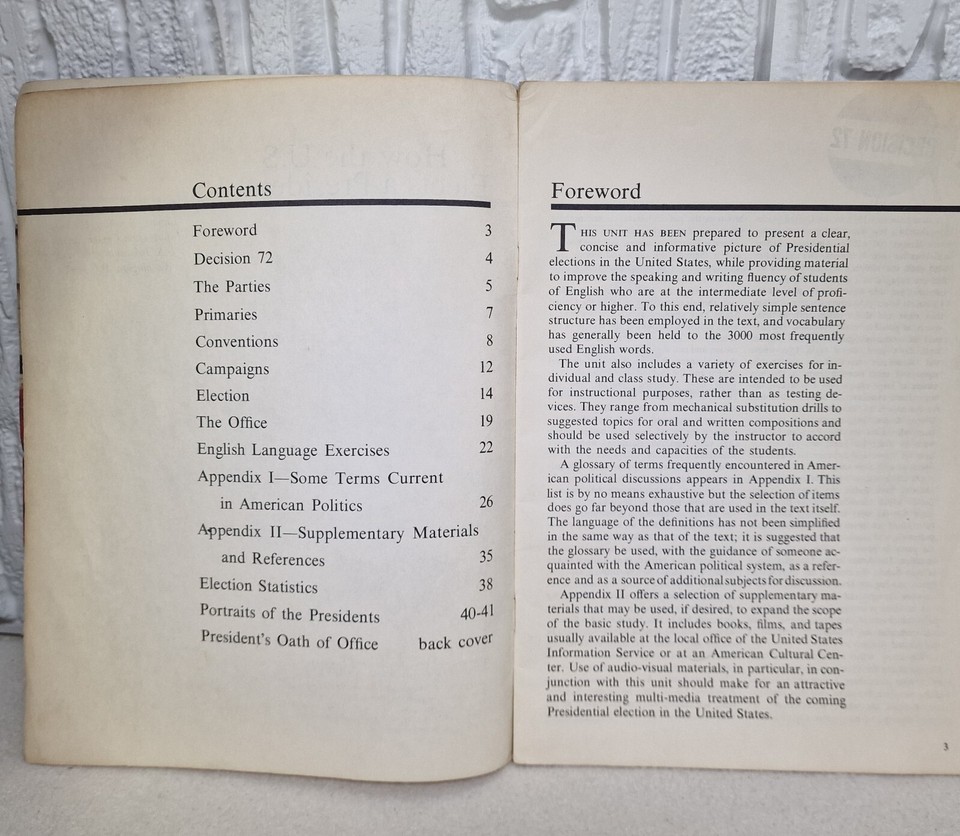 Contents
Foreword 3
Decision 72 4
The Parties 5
Primaries 7
Conventions 8
Campaigns 12
Election 14
The Office 19
English Language Exercises 22
Appendix I—Some Terms Current
in American Politics 26
Appendix II—Supplementary Materials
and References 35
Election Statistics 38
Portraits of the Presidents 40-41
President's Oath of Office back cover
Foreword
THIS UNIT HAS BEEN prepared to present a clear,
concise and informative picture of Presidential
elections in the United States, while providing material
to improve the speaking and writing fluency of students
of English who are at the intermediate level of profi-
ciency or higher. To this end, relatively simple sentence
structure has been employed in the text, and vocabulary
has generally been held to the 3000 most frequently
used English words.
The unit also includes a variety of exercises for in-
dividual and class study. These are intended to be used
for instructional purposes, rather than as testing de-
vices. They range from mechanical substitution drills to
suggested topics for oral and written compositions and
should be used selectively by the instructor to accord
with the needs and capacities of the students.
A glossary of terms frequently encountered in Amer-
ican political discussions appears in Appendix I. This
list is by no means exhaustive but the selection of items
does go far beyond those that are used in the text itself.
The language of the definitions has not been simplified
in the same way as that of the text; it is suggested that
the glossary be used, with the guidance of someone ac-
quainted with the American political system, as a refer-
ence and as a source of additional subjects for discussion.
Appendix II offers a selection of supplementary ma-
terials that may be used, if desired, to expand the scope
of the basic study. It includes books, films, and tapes
usually available at the local office of the United States
Information Service or at an American Cultural Cen-
ter. Use of audio-visual materials, in particular, in con-
junction with this unit should make for an attractive
and interesting multi-media treatment of the coming
Presidential election in the United States.
3